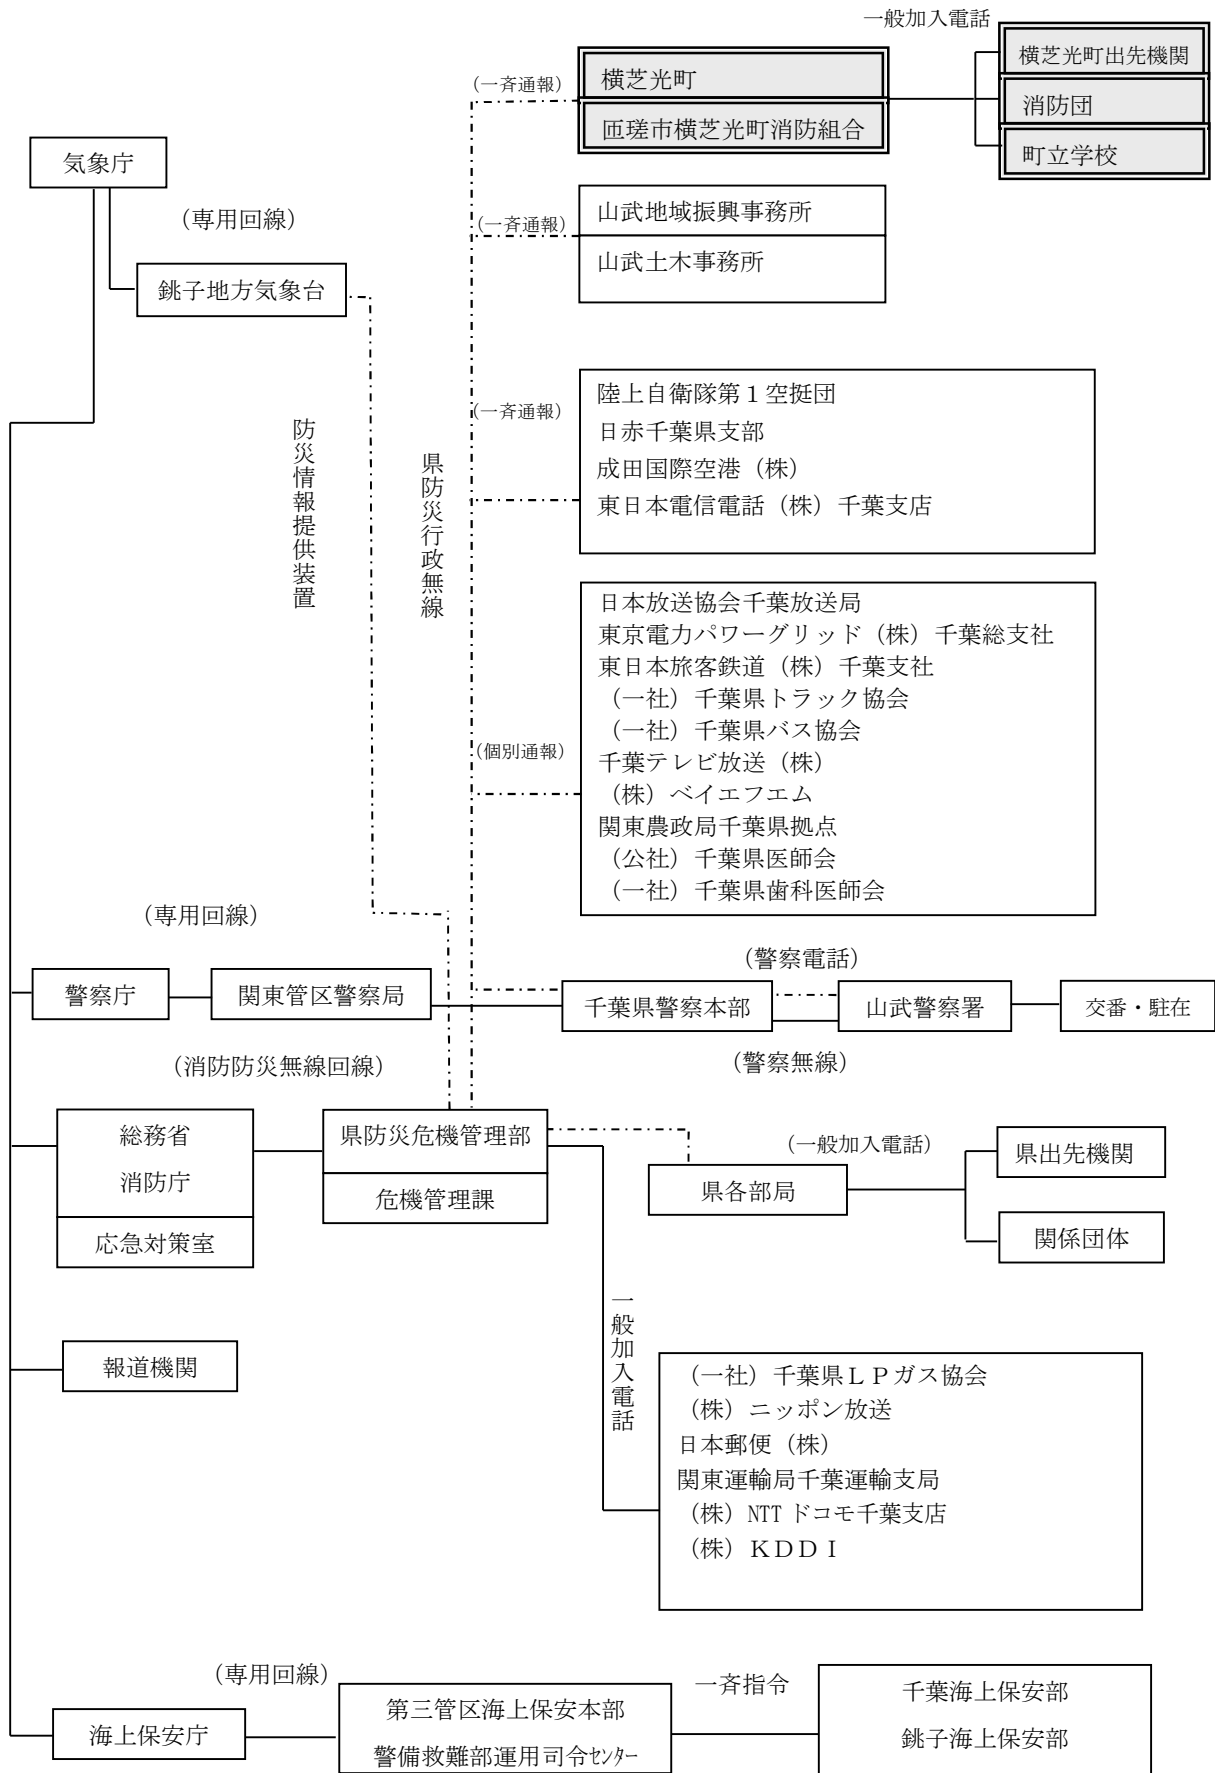 一般加入電話
(一斉通報)
横芝光町
匝瑳市横芝光町消防組合
横芝光町出先機関
消防団
町立学校
気象庁
(専用回線)
銚子地方気象台
(一斉通報)
山武地域振興事務所
山武土木事務所
防災情報提供装置
県防災行政無線
(一斉通報)
陸上自衛隊第１空挺団
日赤千葉県支部
成田国際空港（株）
東日本電信電話（株）千葉支店
(個別通報)
日本放送協会千葉放送局
東京電力パワーグリッド（株）千葉総支社
東日本旅客鉄道（株）千葉支社
（一社）千葉県トラック協会
（一社）千葉県バス協会
千葉テレビ放送（株）
（株）ベイエフエム
関東農政局千葉県拠点
（公社）千葉県医師会
（一社）千葉県歯科医師会
(専用回線)
警察庁
関東管区警察局
千葉県警察本部
(警察電話)
山武警察署
交番・駐在
(警察無線)
(消防防災無線回線)
総務省
消防庁
応急対策室
県防災危機管理部
危機管理課
県各部局
(一般加入電話)
県出先機関
関係団体
報道機関
一般加入電話
（一社）千葉県ＬＰガス協会
（株）ニッポン放送
日本郵便（株）
関東運輸局千葉運輸支局
（株）NTTドコモ千葉支店
（株）ＫＤＤＩ
(専用回線)
海上保安庁
第三管区海上保安本部
警備救難部運用司令ｾﾝﾀｰ
一斉指令
千葉海上保安部
銚子海上保安部